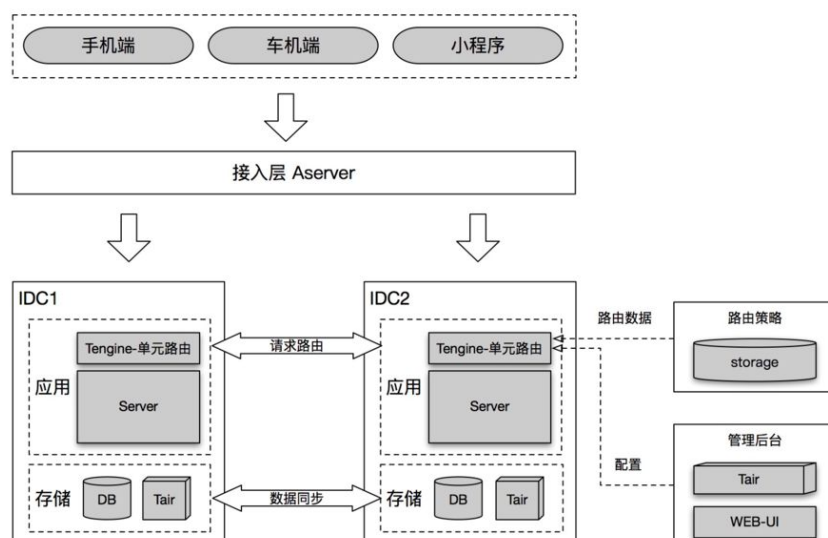 手机端
车机端
小程序
接入层 Aserver
IDC1
IDC2
Tengine-单元路由
请求路由
Tengine-单元路由
路由数据
路由策略
storage
应用
Server
应用
Server
管理后台
配置
Tair
存储
DB
Tair
数据同步
存储
DB
Tair
WEB-UI